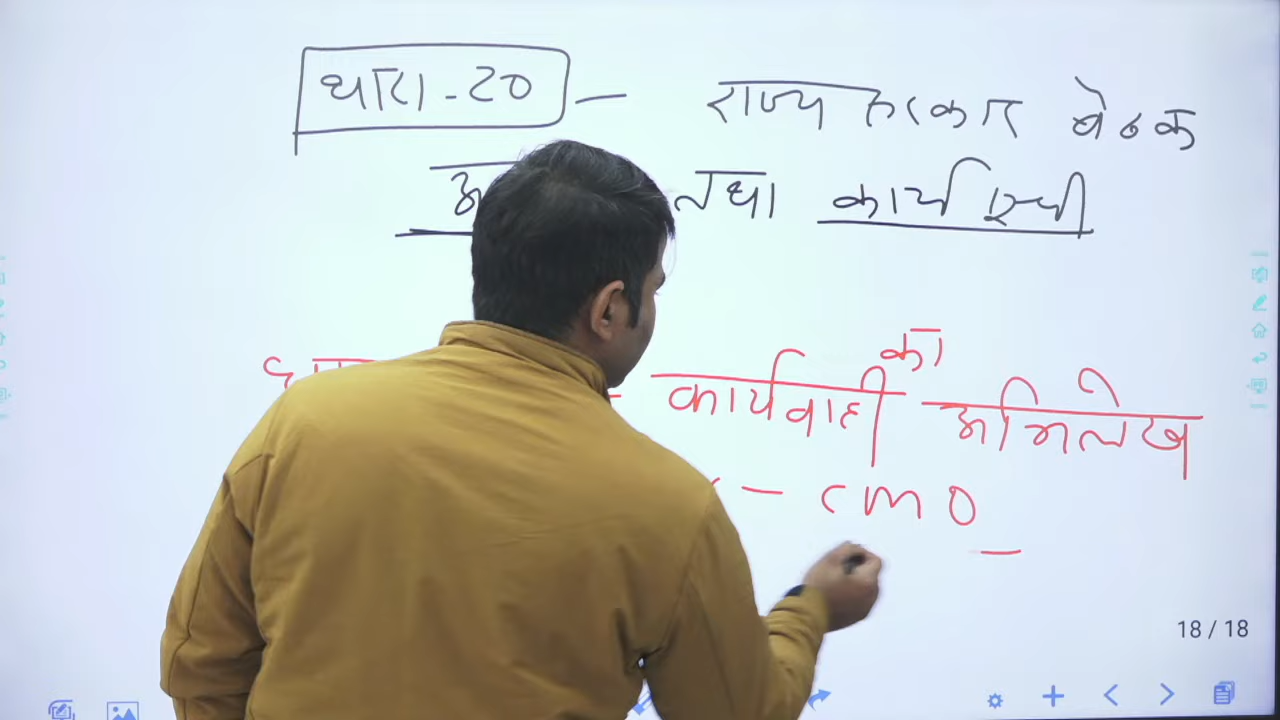 धारा - 20 – राज्य सरकार बैठक
तथा कार्यसूची
का
कार्यवाही अभिलेख
– CMO –
18 / 18